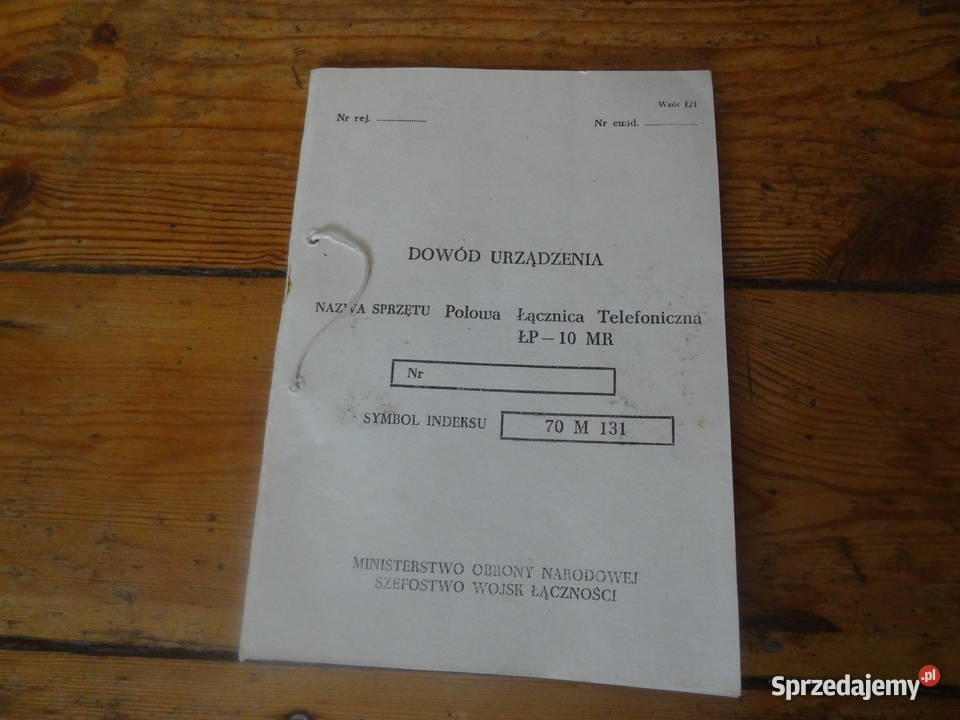 Wzór Ł/1
Nr rej. ............... Nr ewid. ...............
DOWÓD URZĄDZENIA
NAZWA SPRZĘTU Polowa Łącznica Telefoniczna
ŁP — 10 MR
Nr
SYMBOL INDEKSU 70 M 131
MINISTERSTWO OBRONY NARODOWEJ
SZEFOSTWO WOJSK ŁĄCZNOŚCI
Sprzedajemy.pl